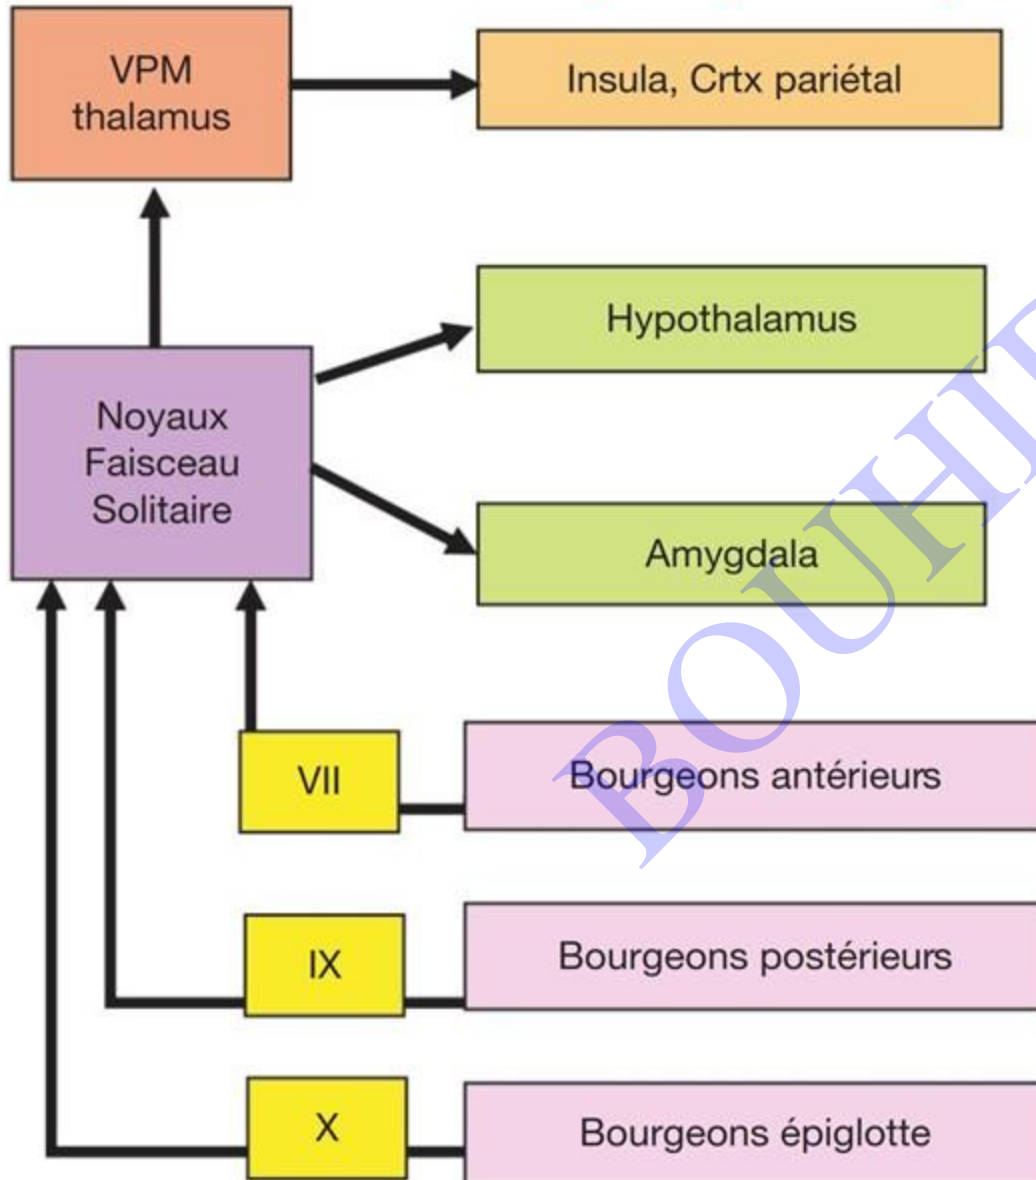 VPM
thalamus
Insula, Crtx pariétal
Hypothalamus
Noyaux
Faisceau
Solitaire
Amygdala
VII
Bourgeons antérieurs
IX
Bourgeons postérieurs
X
Bourgeons épiglotte